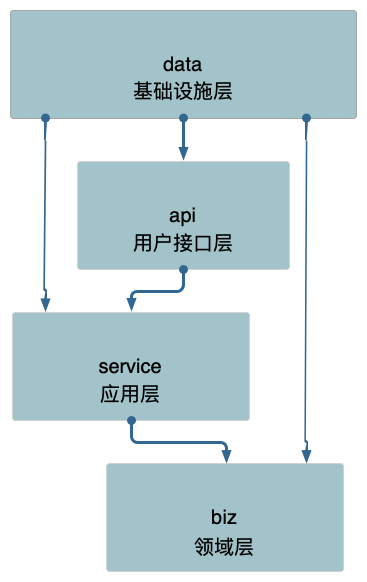 data
基础设施层
api
用户接口层
service
应用层
biz
领域层